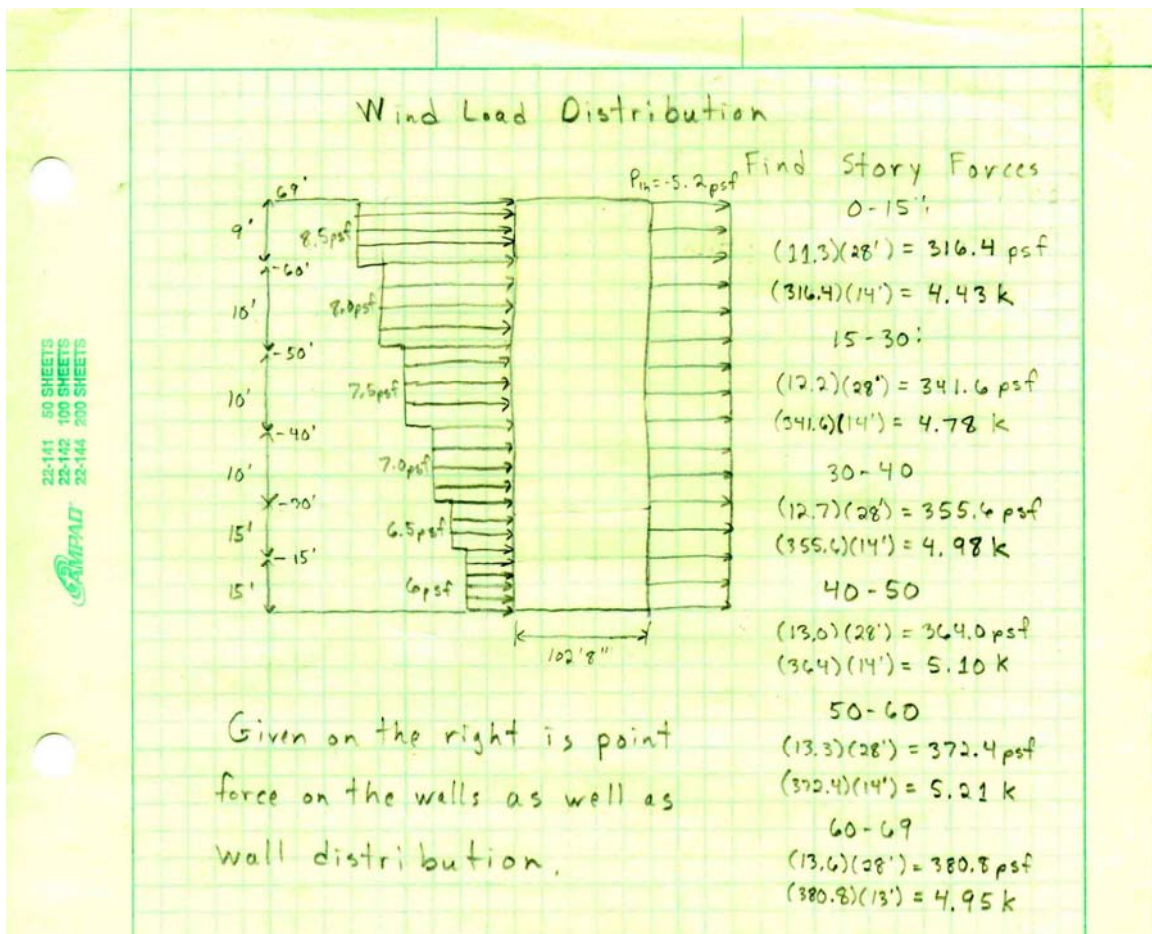 Wind Load Distribution
69'
9'
8.5psf
-60'
10'
8.0psf
-50'
10'
7.5psf
-40'
10'
7.0psf
-30'
15'
6.5psf
-15'
15'
6psf
102'8"
Pin=-5.2psf
Given on the right is point
force on the walls as well as
wall distribution.
Find Story Forces
0-15':
(11.3)(28') = 316.4 psf
(316.4)(14') = 4.43 k
15-30:
(12.2)(28') = 341.6 psf
(341.6)(14') = 4.78 k
30-40
(12.7)(28') = 355.6 psf
(355.6)(14') = 4.98 k
40-50
(13.0)(28') = 364.0 psf
(364)(14') = 5.10 k
50-60
(13.3)(28') = 372.4 psf
(372.4)(14') = 5.21 k
60-69
(13.6)(28') = 380.8 psf
(380.8)(13') = 4.95 k
22-141 50 SHEETS
22-142 100 SHEETS
22-144 200 SHEETS
AMPAD